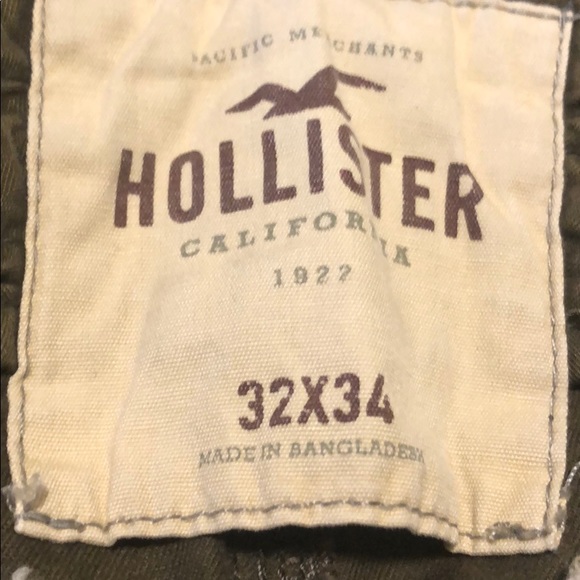 PACIFIC MERCHANTS
HOLLISTER
CALIFORNIA
1922
32X34
MADE IN BANGLADESH